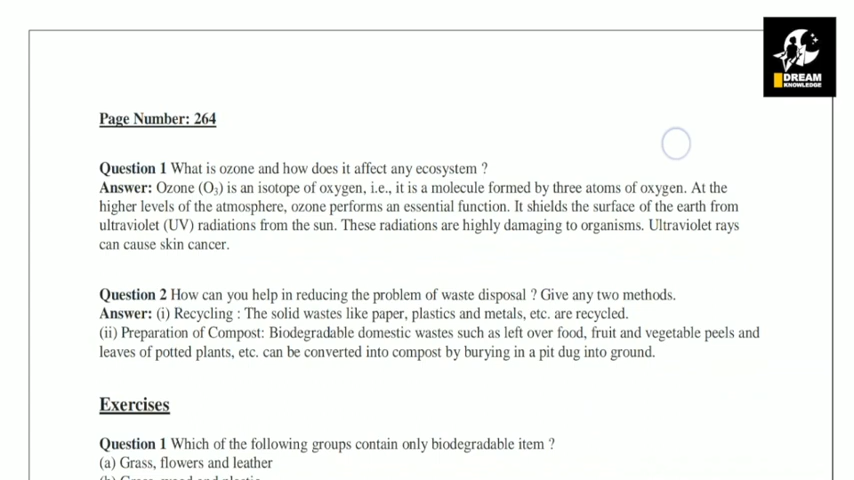 DREAM
KNOWLEDGE
Page Number: 264
Question 1 What is ozone and how does it affect any ecosystem ?
Answer: Ozone (O₃) is an isotope of oxygen, i.e., it is a molecule formed by three atoms of oxygen. At the
higher levels of the atmosphere, ozone performs an essential function. It shields the surface of the earth from
ultraviolet (UV) radiations from the sun. These radiations are highly damaging to organisms. Ultraviolet rays
can cause skin cancer.
Question 2 How can you help in reducing the problem of waste disposal ? Give any two methods.
Answer: (i) Recycling : The solid wastes like paper, plastics and metals, etc. are recycled.
(ii) Preparation of Compost: Biodegradable domestic wastes such as left over food, fruit and vegetable peels and
leaves of potted plants, etc. can be converted into compost by burying in a pit dug into ground.
Exercises
Question 1 Which of the following groups contain only biodegradable item ?
(a) Grass, flowers and leather